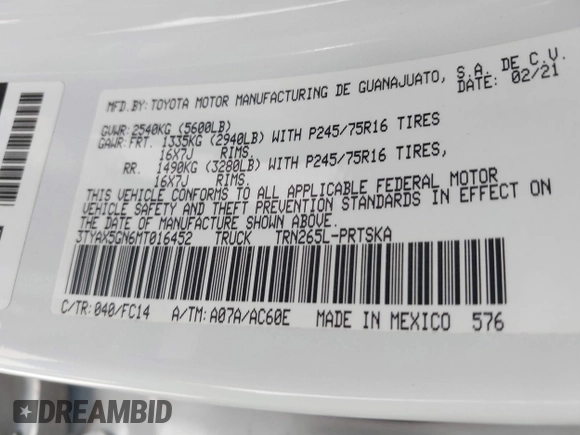 MFD.BY: TOYOTA MOTOR MANUFACTURING DE GUANAJUATO, S.A. DE C.V.
DATE: 02/21
GVWR: 2540KG (5600LB)
GAWR: FRT. 1335KG (2940LB) WITH P245/75R16 TIRES
16X7J RIMS.
RR. 1490KG (3280LB) WITH P245/75R16 TIRES,
16X7J RIMS.
THIS VEHICLE CONFORMS TO ALL APPLICABLE FEDERAL MOTOR
VEHICLE SAFETY AND THEFT PREVENTION STANDARDS IN EFFECT ON
THE DATE OF MANUFACTURE SHOWN ABOVE.
3TYAX5GN6MT016452 TRUCK TRN265L-PRTSKA
C/TR: 040/FC14 A/TM: A07A/AC60E MADE IN MEXICO 576
DREAMBID